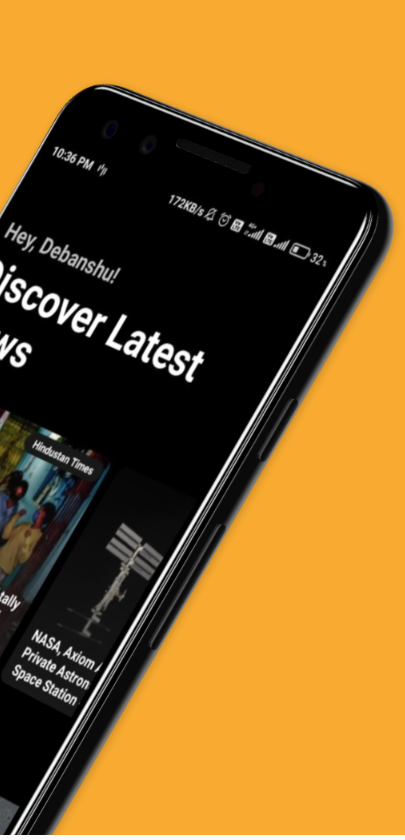 10:36 PM
172KB/s
32
Hey, Debanshu!
Discover Latest
ws
Hindustan Times
tally
NASA, Axiom
Private Astron
Space Station